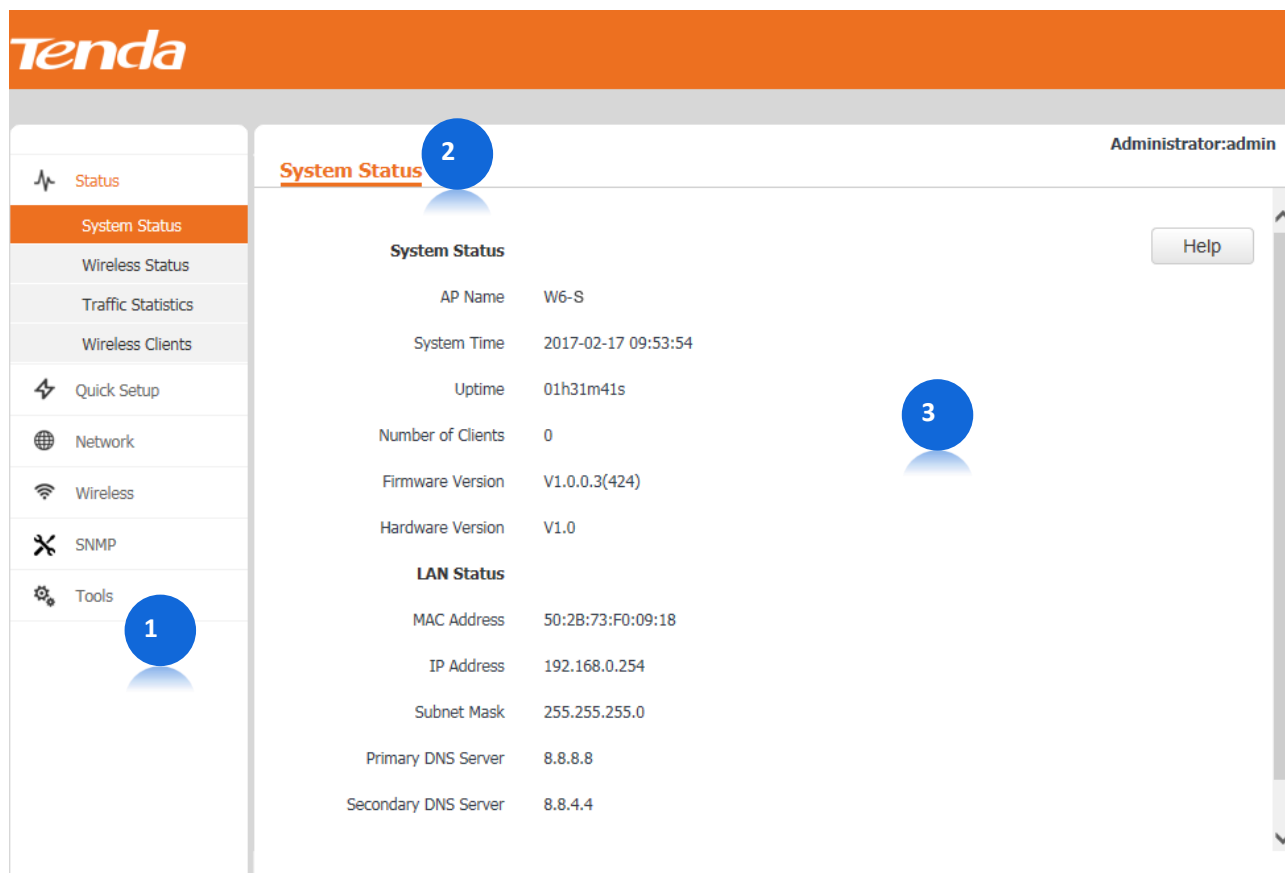 Tenda
Administrator:admin
2
System Status
Status
System Status
Wireless Status
Traffic Statistics
Wireless Clients
Quick Setup
Network
Wireless
SNMP
Tools
1
Help
System Status
AP Name W6-S
System Time 2017-02-17 09:53:54
Uptime 01h31m41s
3
Number of Clients 0
Firmware Version V1.0.0.3(424)
Hardware Version V1.0
LAN Status
MAC Address 50:2B:73:F0:09:18
IP Address 192.168.0.254
Subnet Mask 255.255.255.0
Primary DNS Server 8.8.8.8
Secondary DNS Server 8.8.4.4